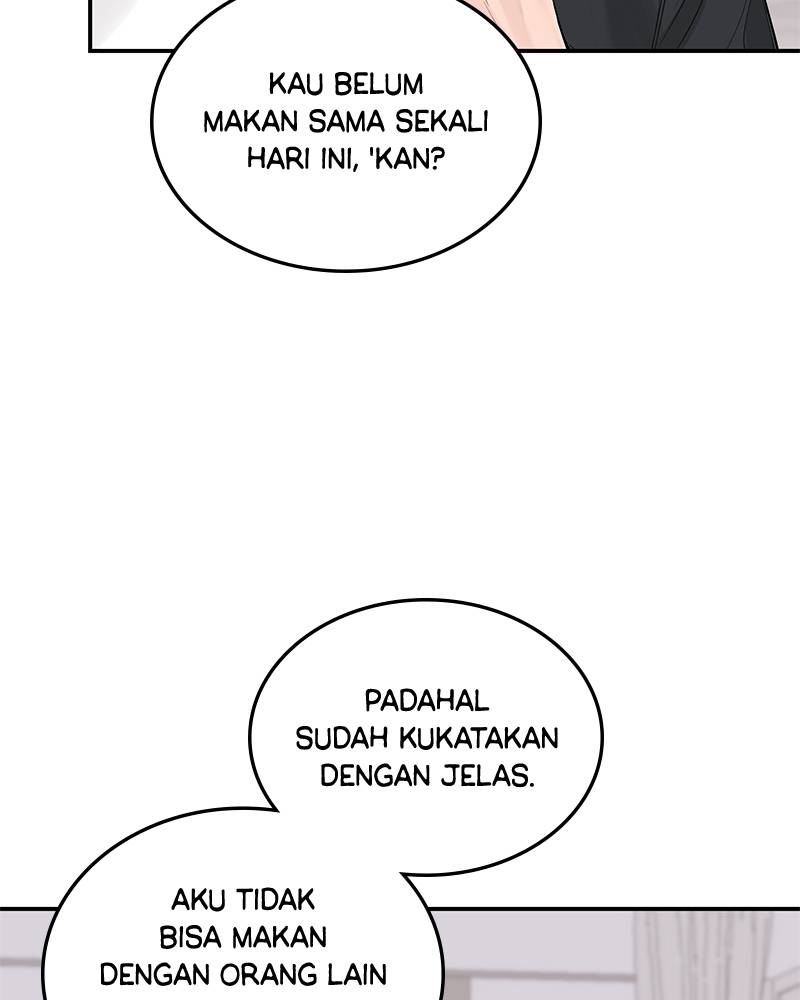 KAU BELUM
MAKAN SAMA SEKALI
HARI INI, 'KAN?
PADAHAL
SUDAH KUKATAKAN
DENGAN JELAS.
AKU TIDAK
BISA MAKAN
DENGAN ORANG LAIN